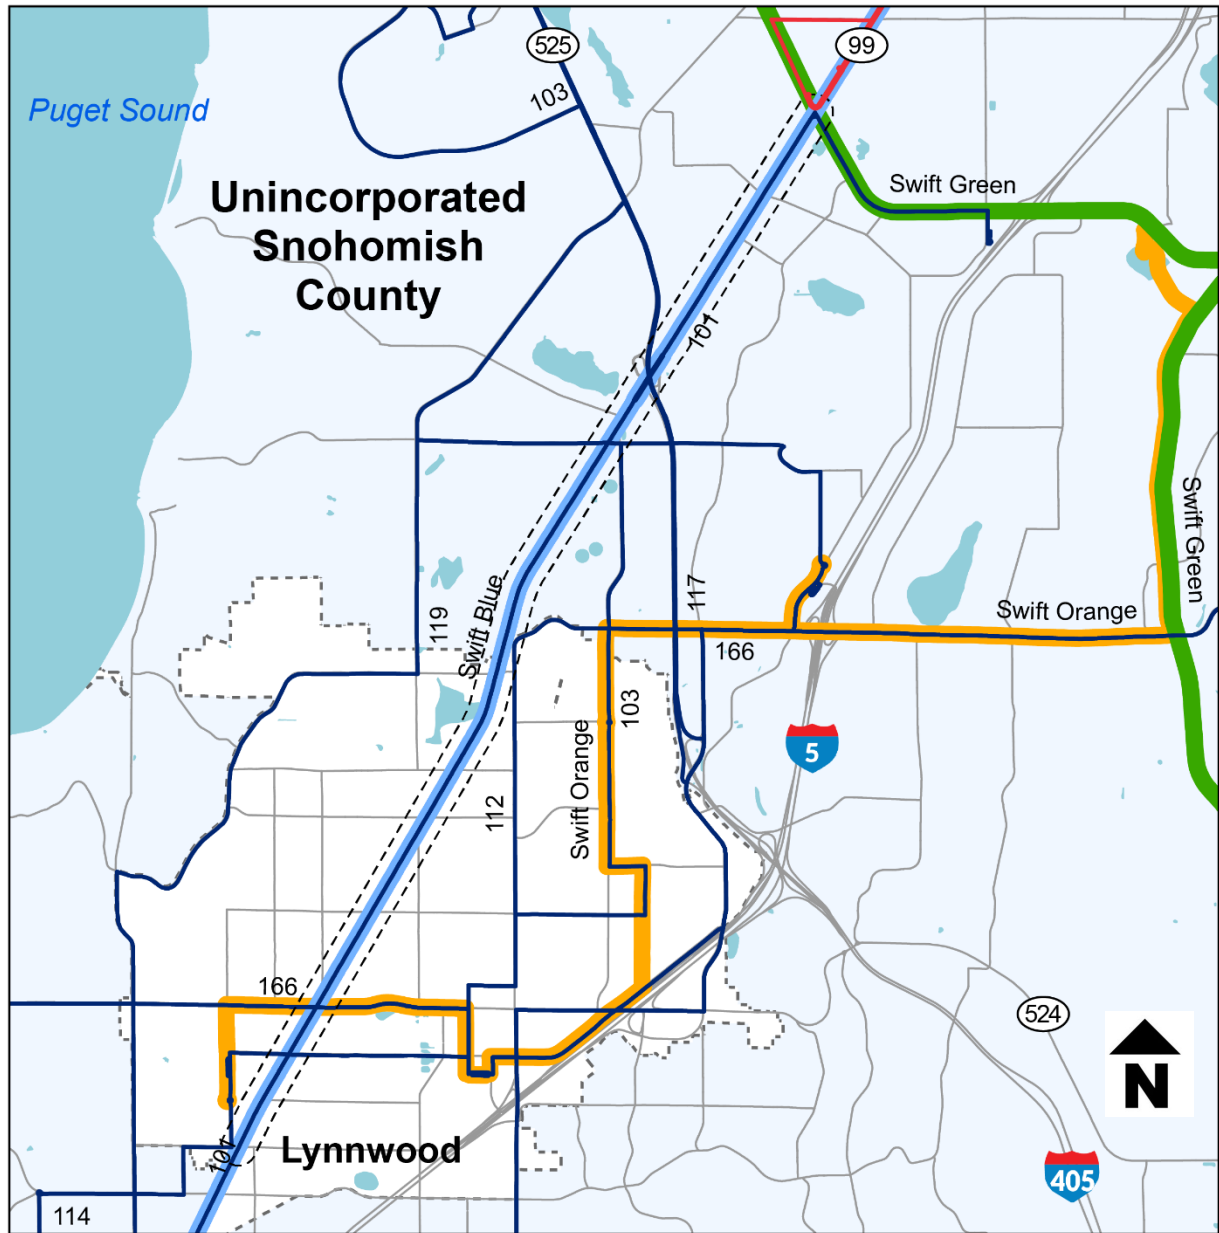 525
99
103
Puget Sound
Swift Green
Unincorporated
Snohomish
County
101
Swift Green
119
Swift Blue
117
Swift Orange
166
103
Swift Orange
5
112
166
524
N
Lynnwood
101
405
114